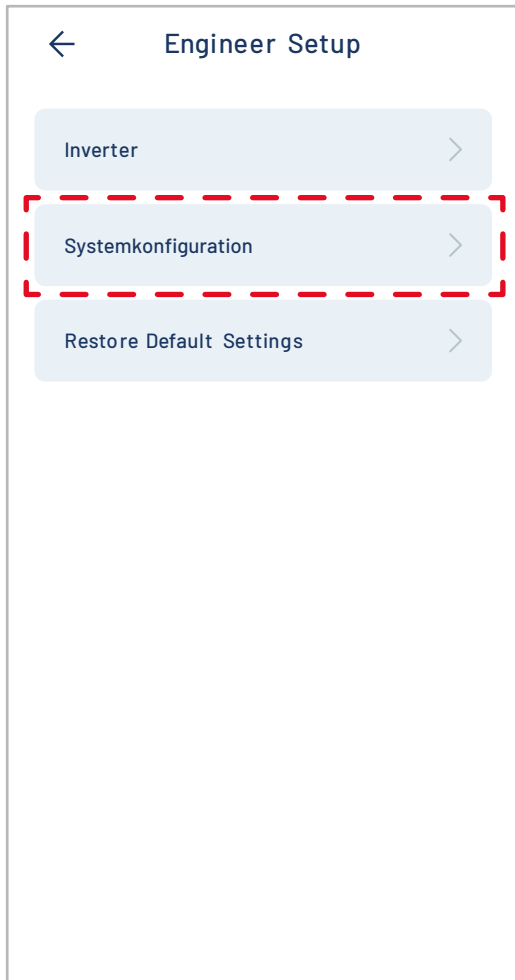 Engineer Setup
Inverter
Systemkonfiguration
Restore Default Settings